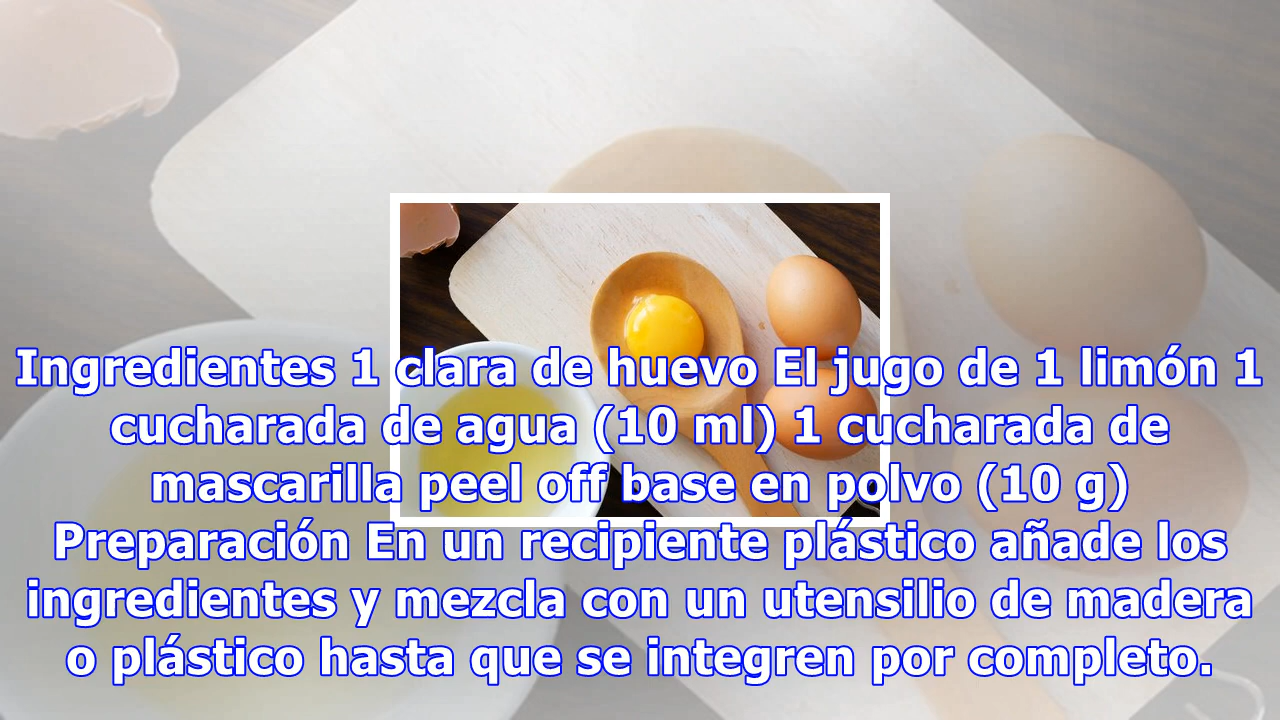 Ingredientes 1 clara de huevo El jugo de 1 limón 1
cucharada de agua (10 ml) 1 cucharada de
mascarilla peel off base en polvo (10 g)
Preparación En un recipiente plástico añade los
ingredientes y mezcla con un utensilio de madera
o plástico hasta que se integren por completo.